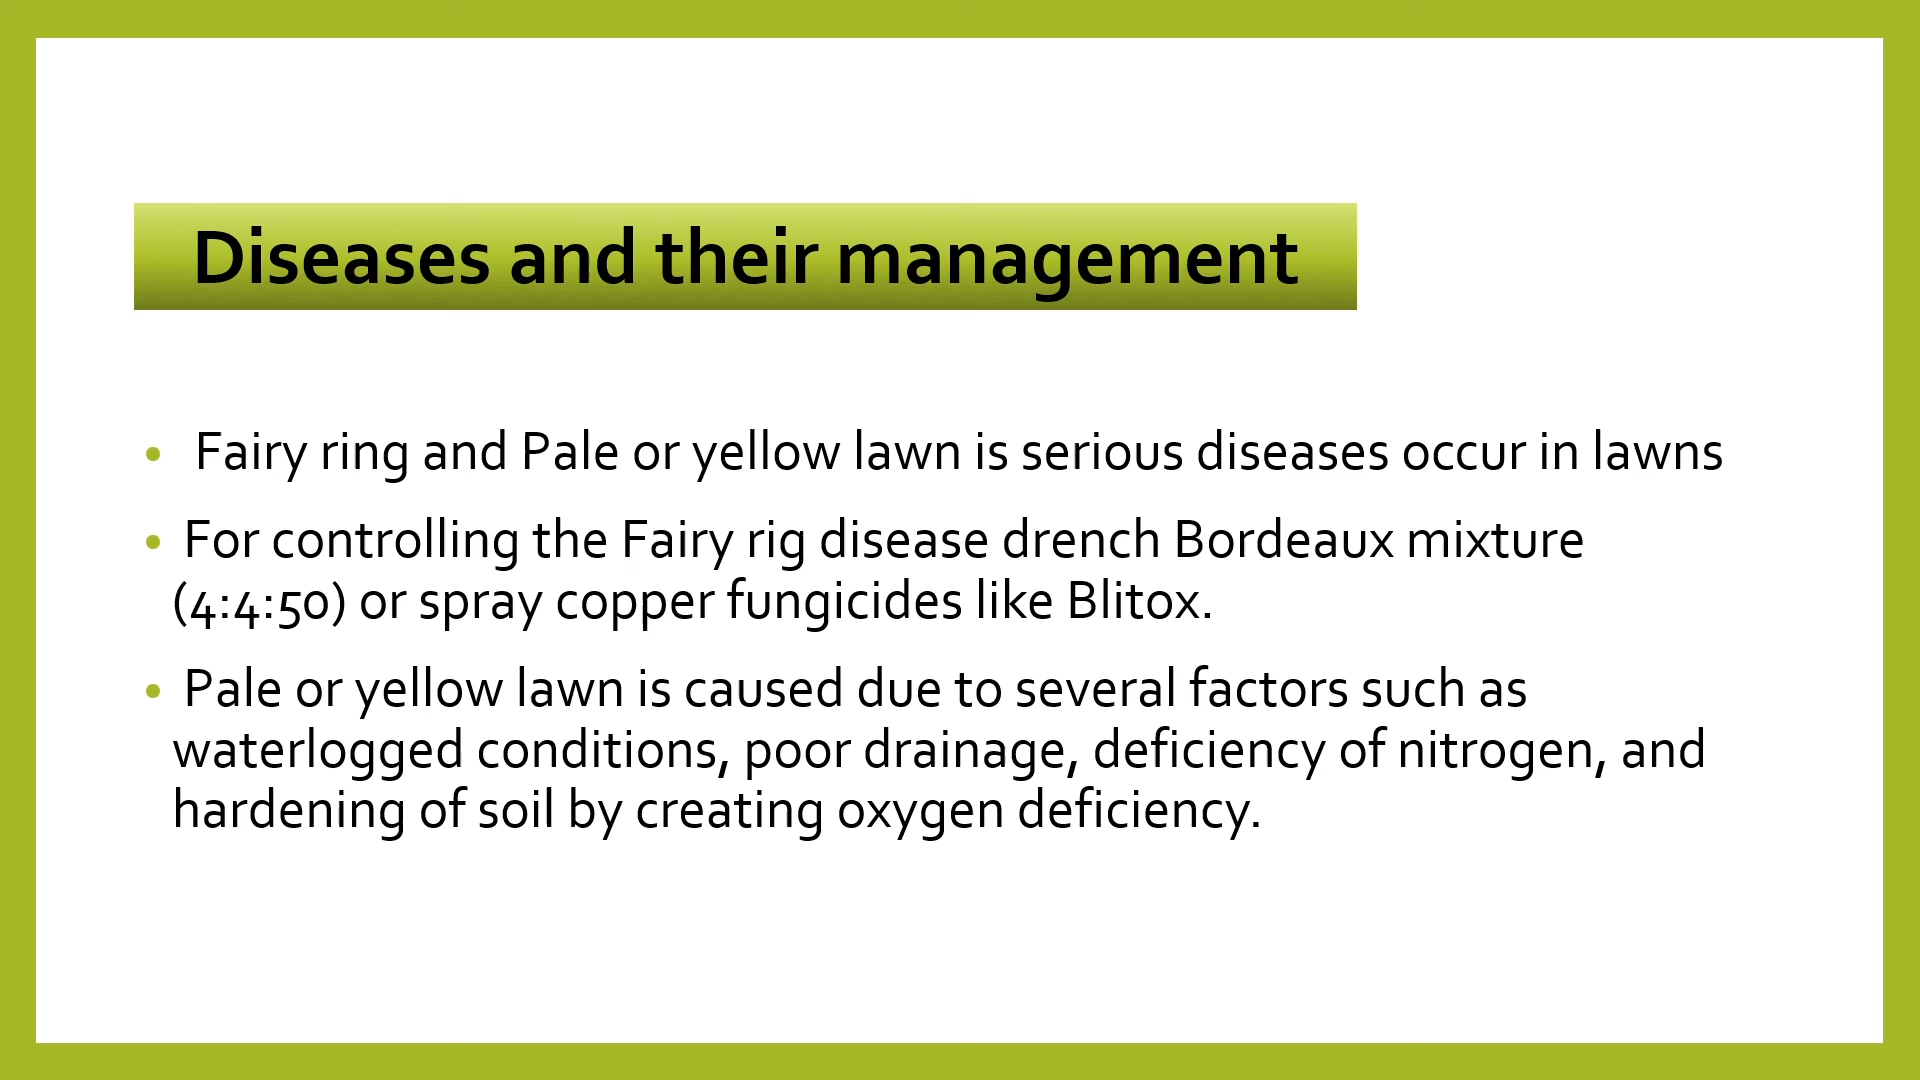 Diseases and their management
• Fairy ring and Pale or yellow lawn is serious diseases occur in lawns
• For controlling the Fairy rig disease drench Bordeaux mixture
(4:4:50) or spray copper fungicides like Blitox.
• Pale or yellow lawn is caused due to several factors such as
waterlogged conditions, poor drainage, deficiency of nitrogen, and
hardening of soil by creating oxygen deficiency.